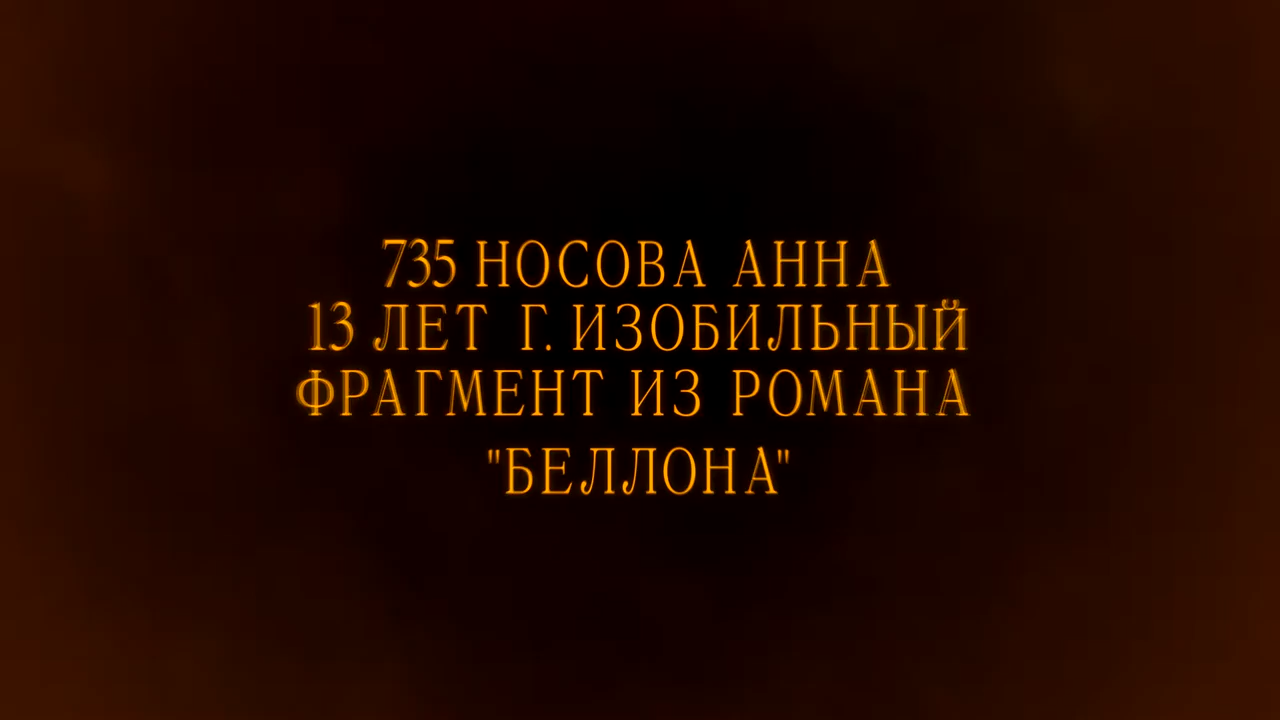 735 НОСОВА АННА
13 ЛЕТ Г. ИЗОБИЛЬНЫЙ
ФРАГМЕНТ ИЗ РОМАНА
"БЕЛЛОНА"